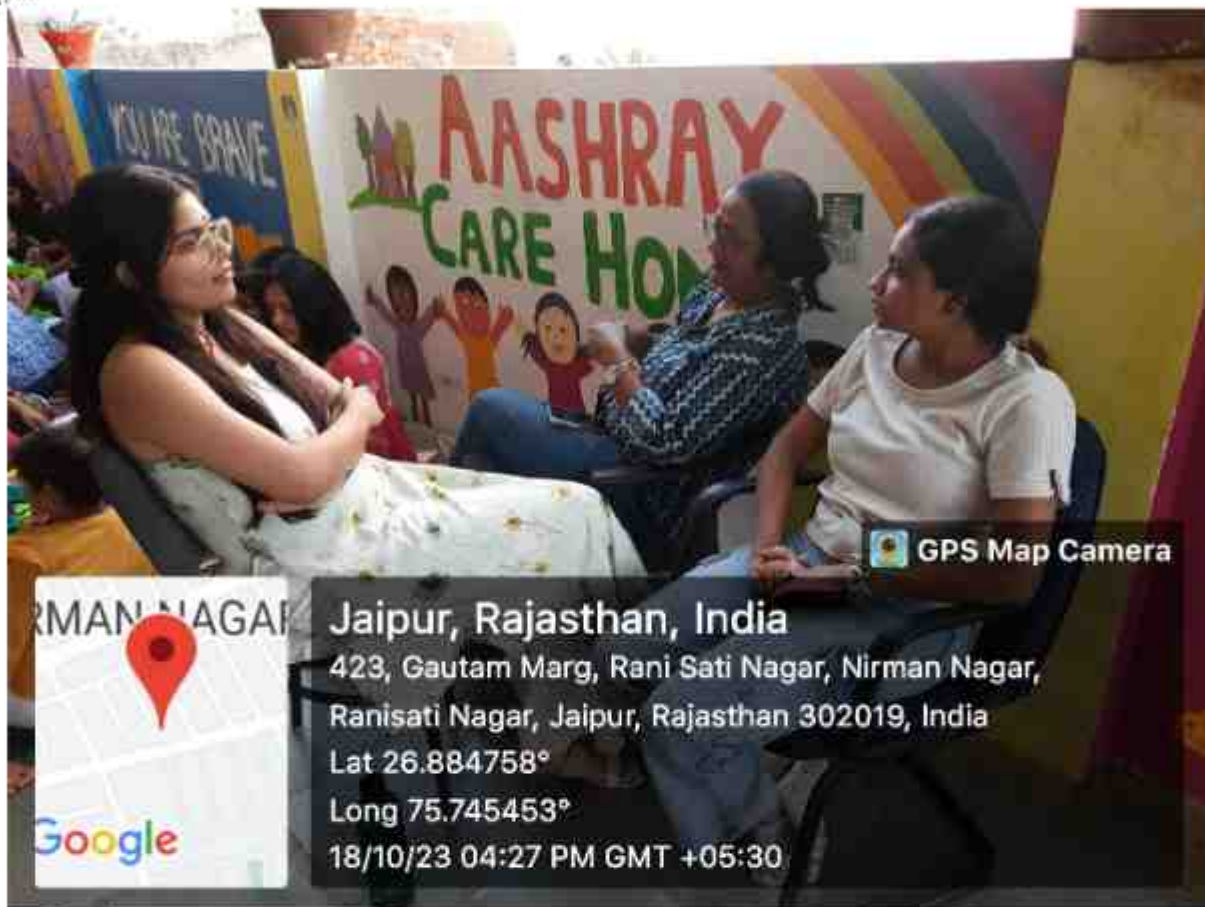 YOU ARE BRAVE
AASHRAY
CARE HO
GPS Map Camera
RMAN NAGAR
Google
Jaipur, Rajasthan, India
423, Gautam Marg, Rani Sati Nagar, Nirman Nagar,
Ranisati Nagar, Jaipur, Rajasthan 302019, India
Lat 26.884758°
Long 75.745453°
18/10/23 04:27 PM GMT +05:30